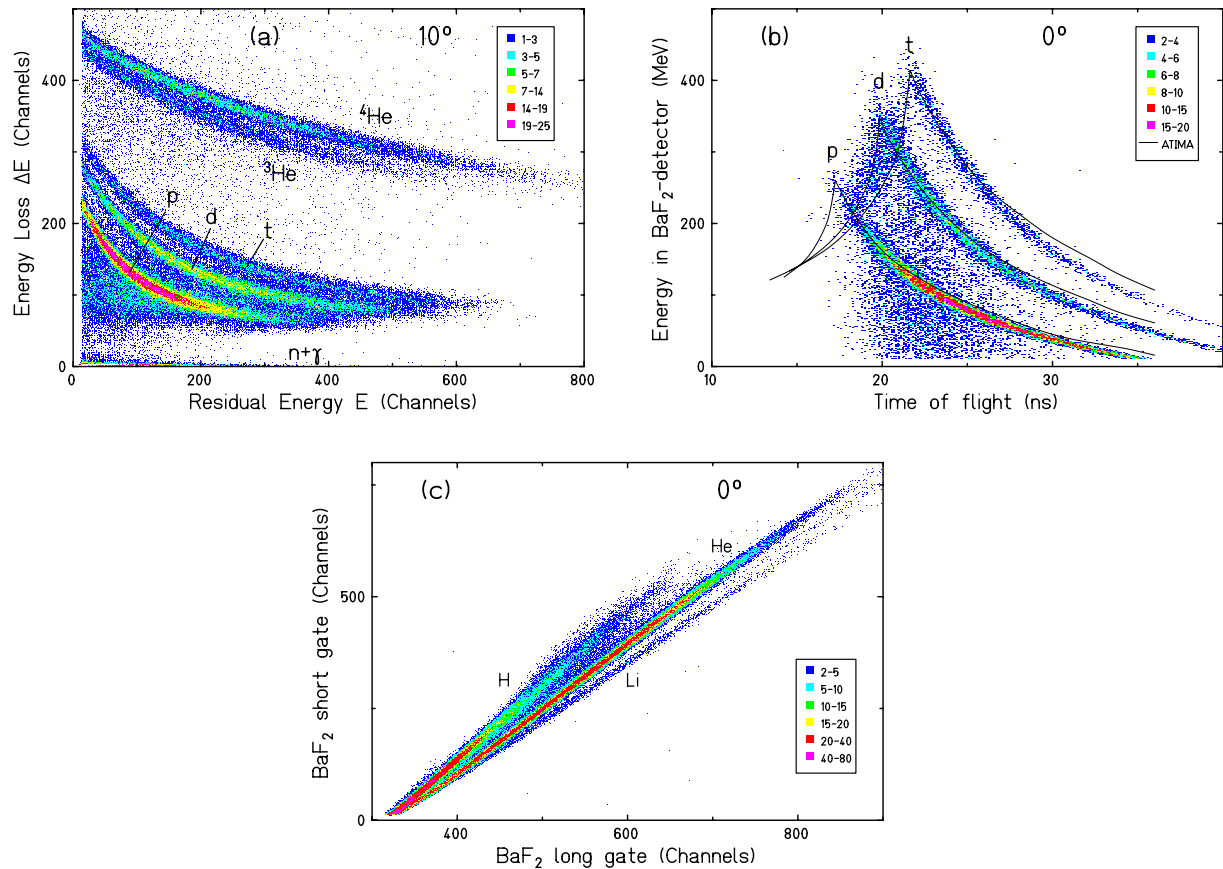 (a) 10º
Energy Loss ΔE (Channels)
400
200
0
1-3
3-5
5-7
7-14
14-19
19-25
⁴He
³He
p
d
t
n+γ
0 200 400 600 800
Residual Energy E (Channels)
(b) 0º
Energy in BaF₂-detector (MeV)
400
200
0
t
d
p
2-4
4-6
6-8
8-10
10-15
15-20
ATIMA
10 20 30
Time of flight (ns)
(c) 0º
BaF₂ short gate (Channels)
500
0
He
H
Li
2-5
5-10
10-15
15-20
20-40
40-80
400 600 800
BaF₂ long gate (Channels)